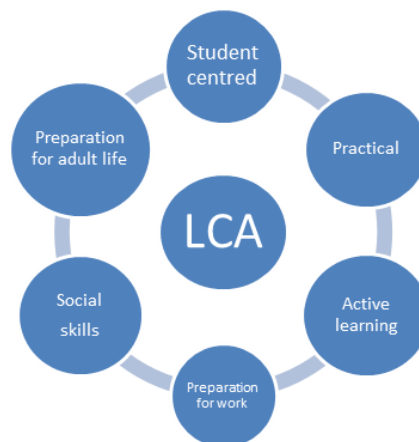 Student
centred
Preparation
for adult life
Practical
LCA
Social
skills
Active
learning
Preparation
for work